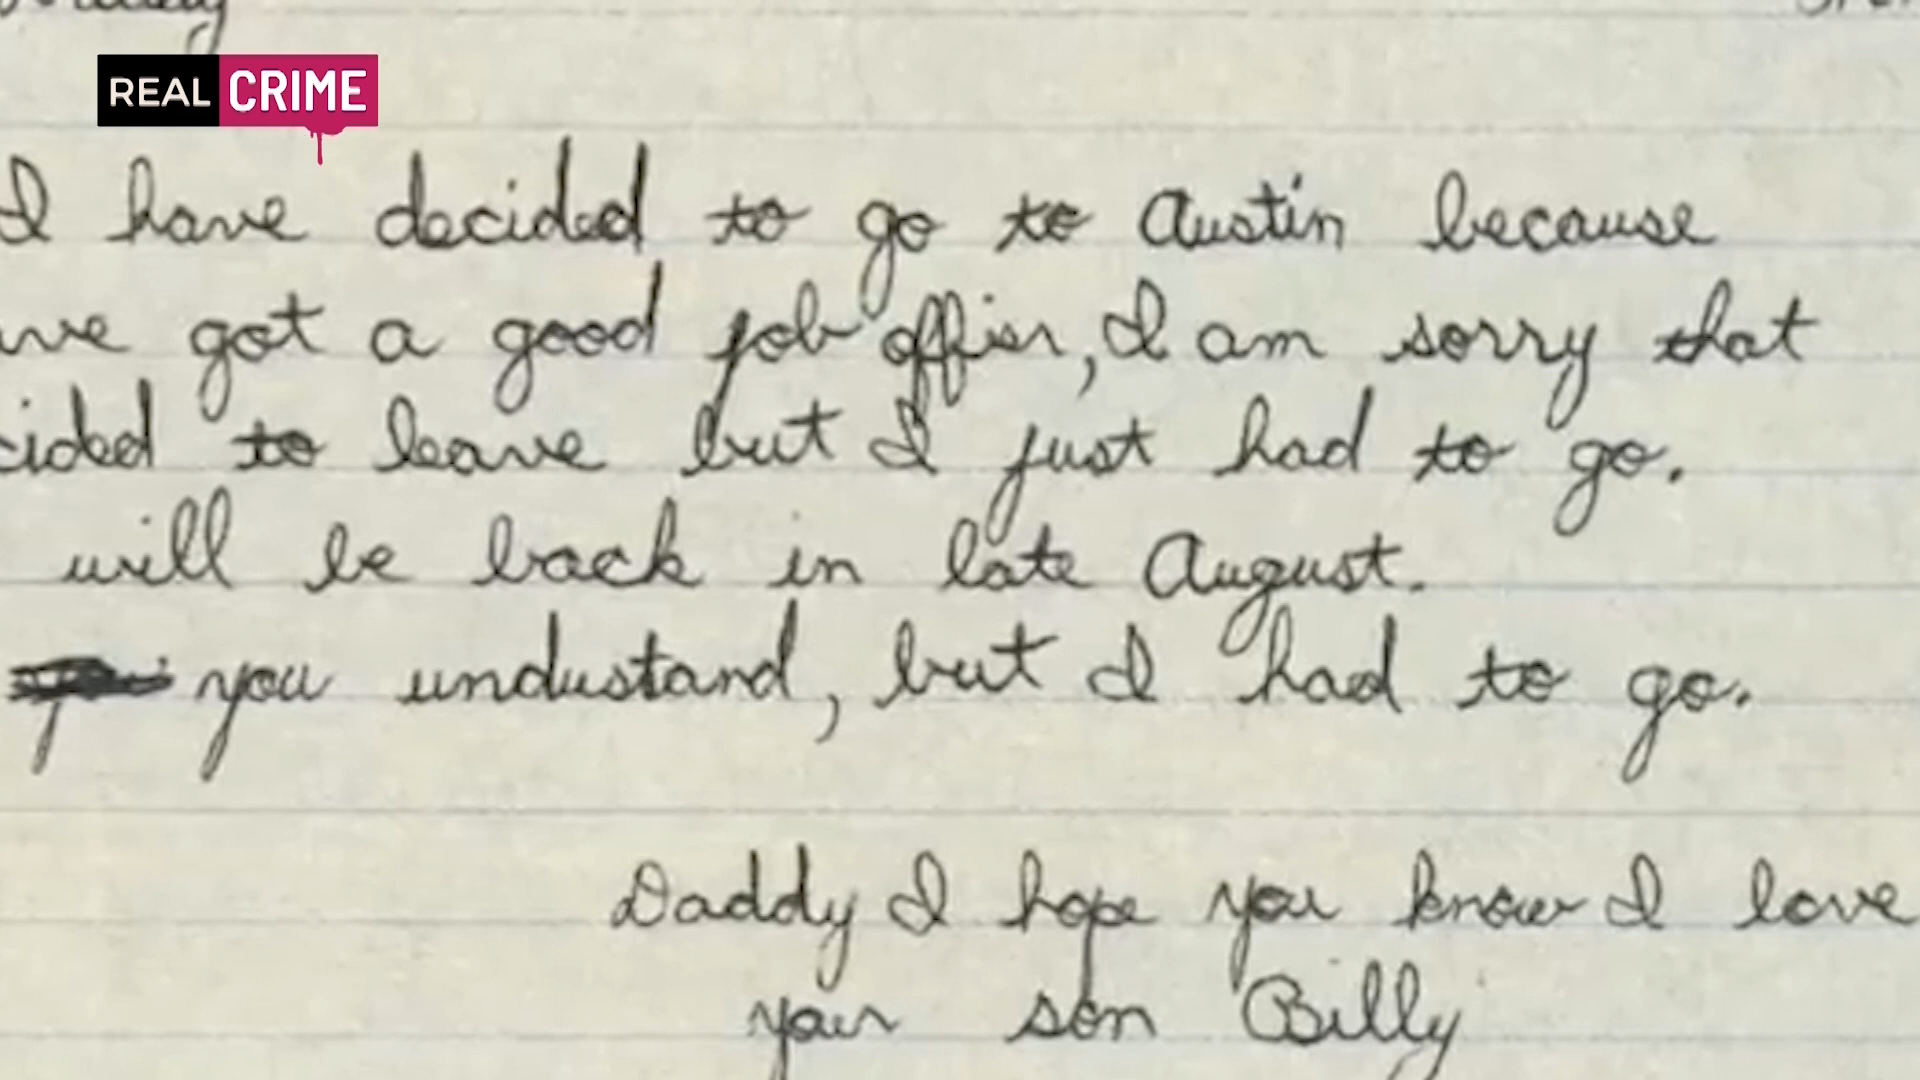 REAL CRIME
I have decided to go to Austin because
got a good job offier, I am sorry that
cided to leave but I just had to go.
will be back in late August.
you undustand, but I had to go.
Daddy I hope you know I love
your son Billy